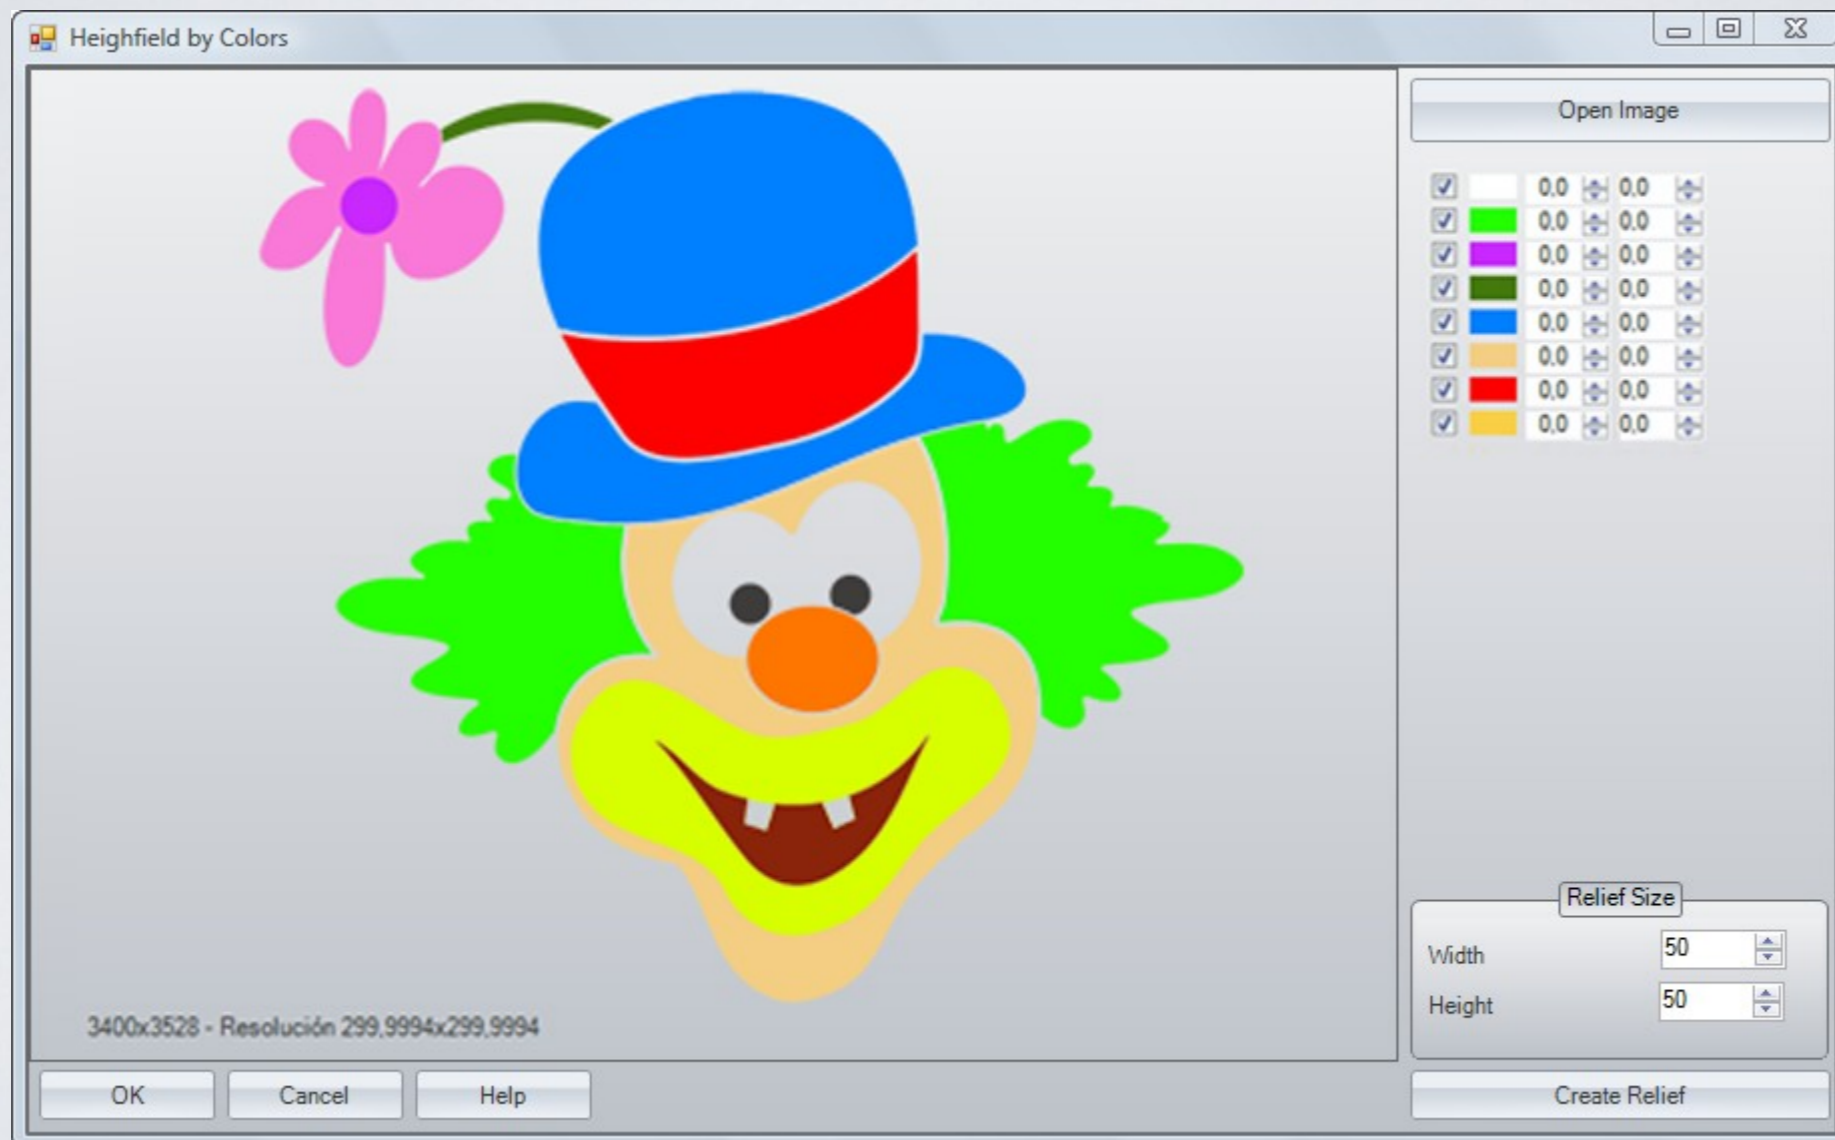 Heighfield by Colors
Open Image
0,0 0,0
0,0 0,0
0,0 0,0
0,0 0,0
0,0 0,0
0,0 0,0
0,0 0,0
0,0 0,0
Relief Size
Width 50
Height 50
3400x3528 - Resolución 299,9994x299,9994
OK Cancel Help Create Relief